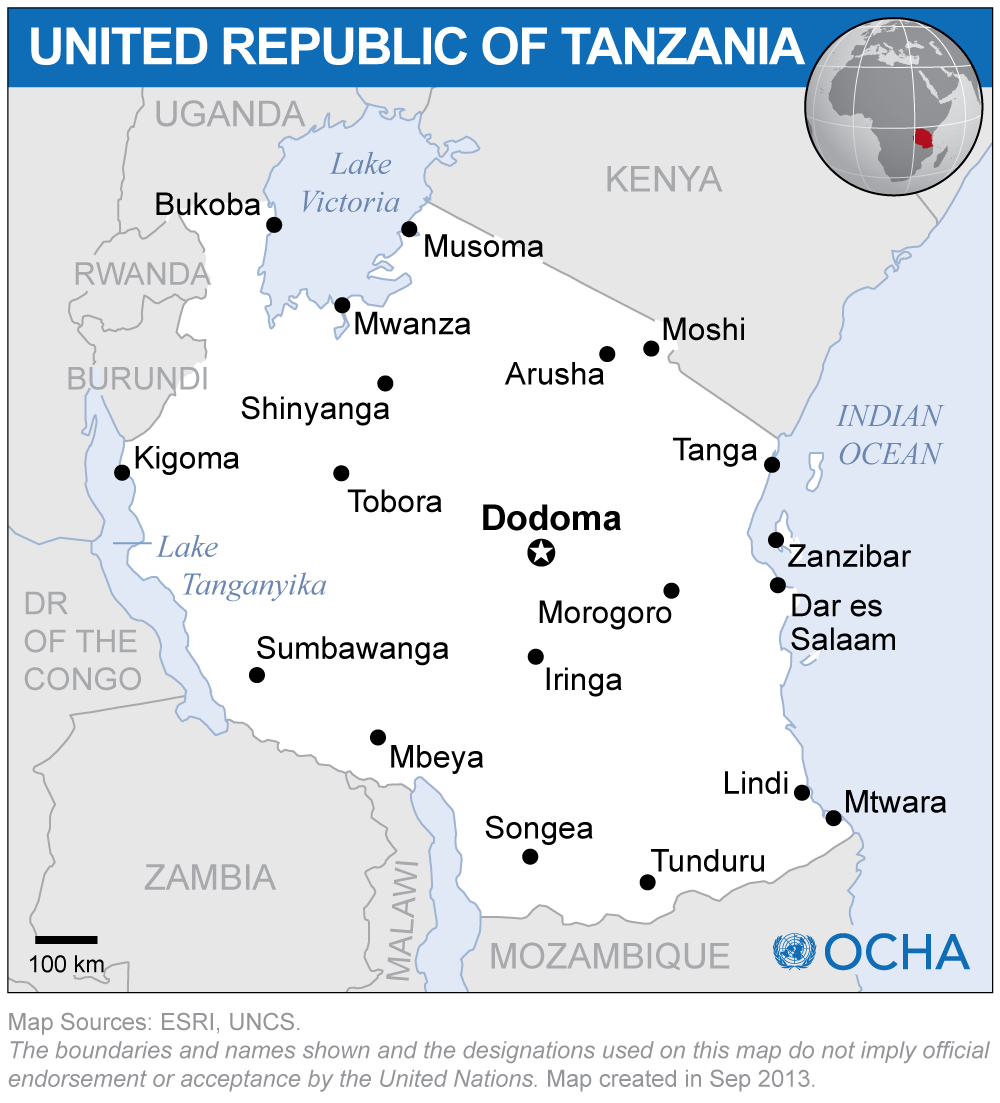 UNITED REPUBLIC OF TANZANIA
UGANDA
Lake
Victoria
KENYA
Bukoba
Musoma
RWANDA
Mwanza
Moshi
Arusha
BURUNDI
Shinyanga
INDIAN
OCEAN
Kigoma
Tanga
Tobora
Dodoma
Lake
Tanganyika
Zanzibar
Morogoro
Dar es
Salaam
DR
OF THE
CONGO
Sumbawanga
Iringa
Mbeya
Lindi
Mtwara
Songea
Tunduru
ZAMBIA
MALAWI
MOZAMBIQUE
OCHA
100 km
Map Sources: ESRI, UNCS.
The boundaries and names shown and the designations used on this map do not imply official
endorsement or acceptance by the United Nations. Map created in Sep 2013.